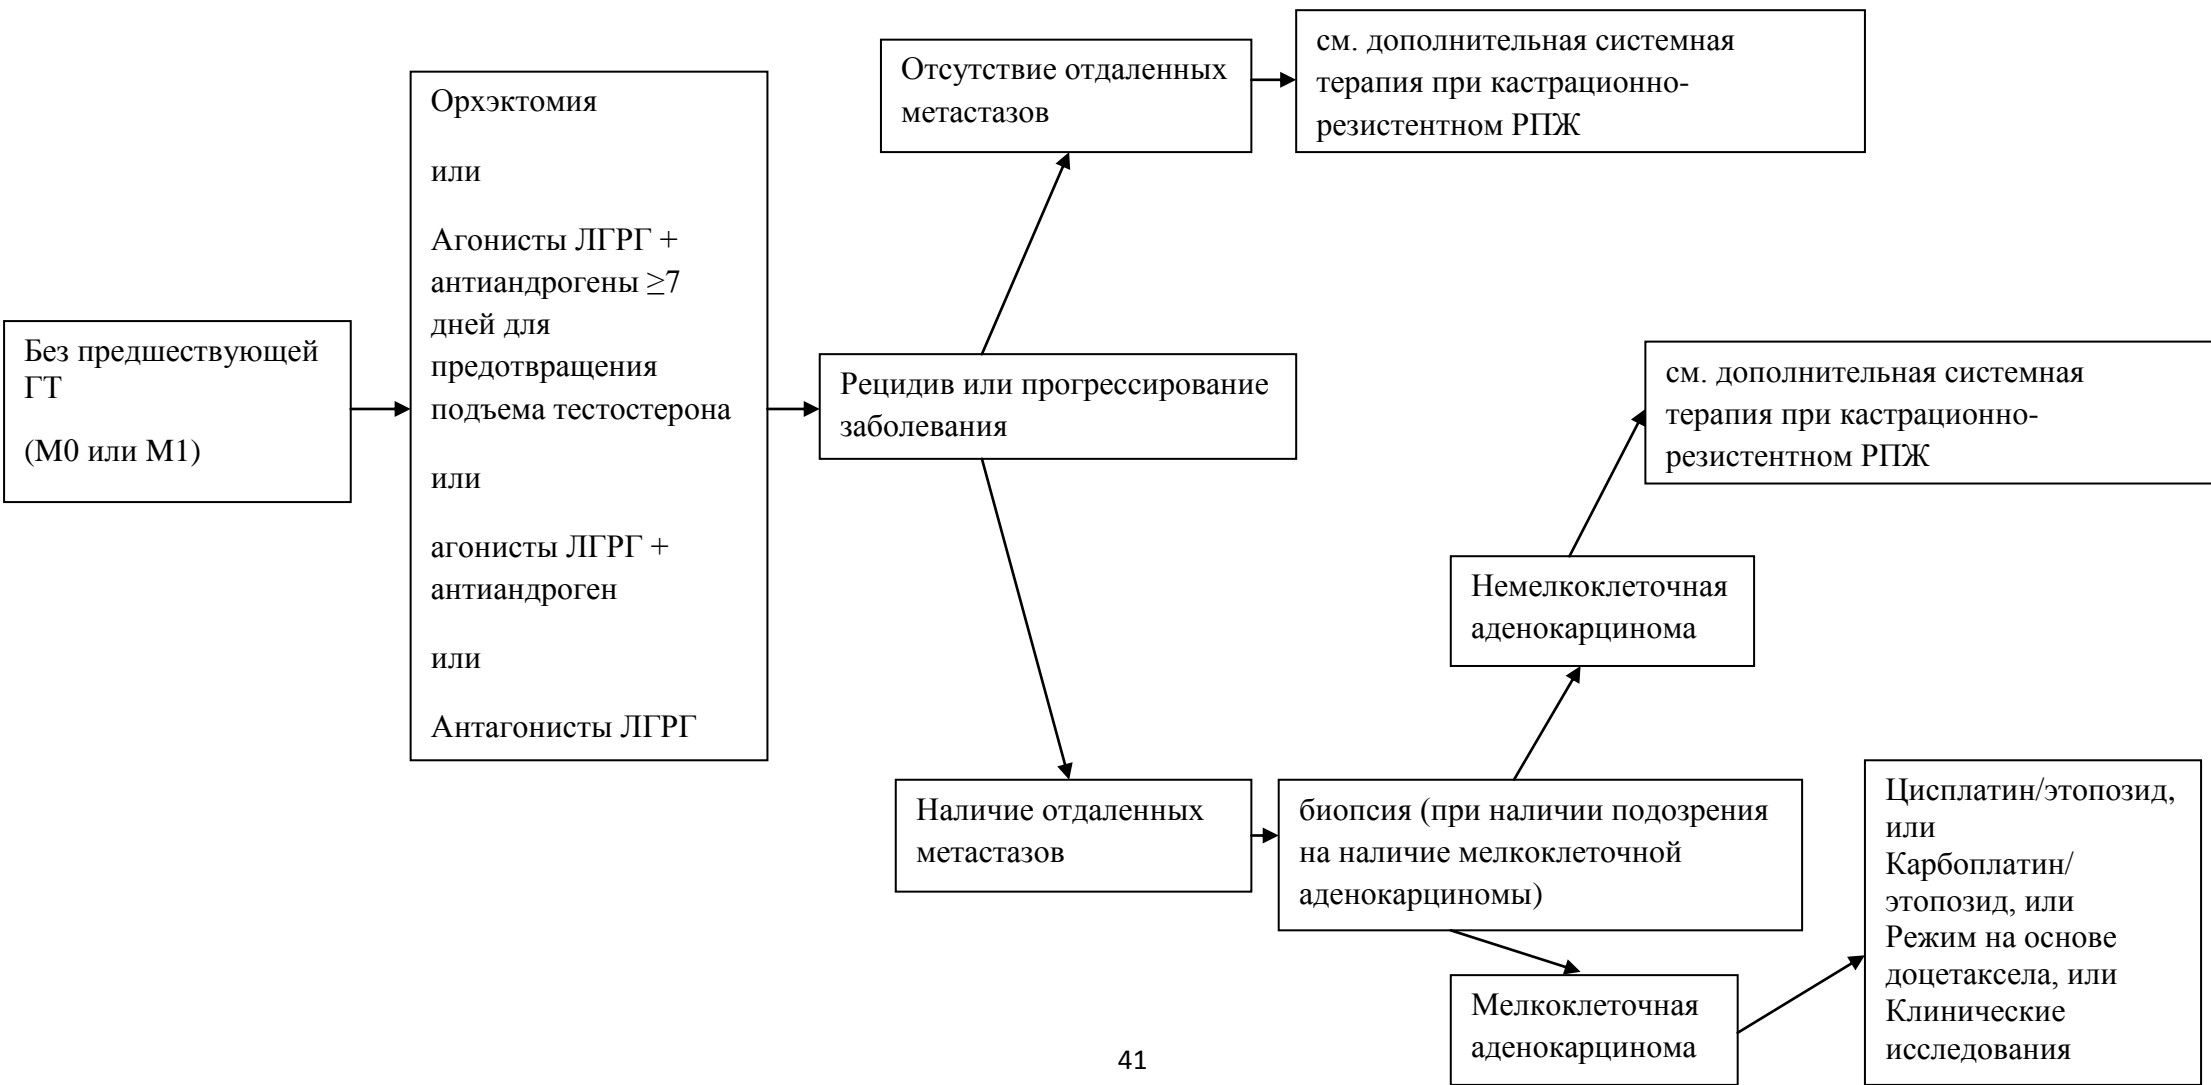 Без предшествующей
ГТ
(М0 или М1)
Орхэктомия
или
Агонисты ЛГРГ +
антиандрогены ≥7
дней для
предотвращения
подъема тестостерона
или
агонисты ЛГРГ +
антиандроген
или
Антагонисты ЛГРГ
Рецидив или прогрессирование
заболевания
Отсутствие отдаленных
метастазов
см. дополнительная системная
терапия при кастрационно-
резистентном РПЖ
Наличие отдаленных
метастазов
биопсия (при наличии подозрения
на наличие мелкоклеточной
аденокарциномы)
Немелкоклеточная
аденокарцинома
см. дополнительная системная
терапия при кастрационно-
резистентном РПЖ
Мелкоклеточная
аденокарцинома
Цисплатин/этопозид,
или
Карбоплатин/
этопозид, или
Режим на основе
доцетаксела, или
Клинические
исследования
41